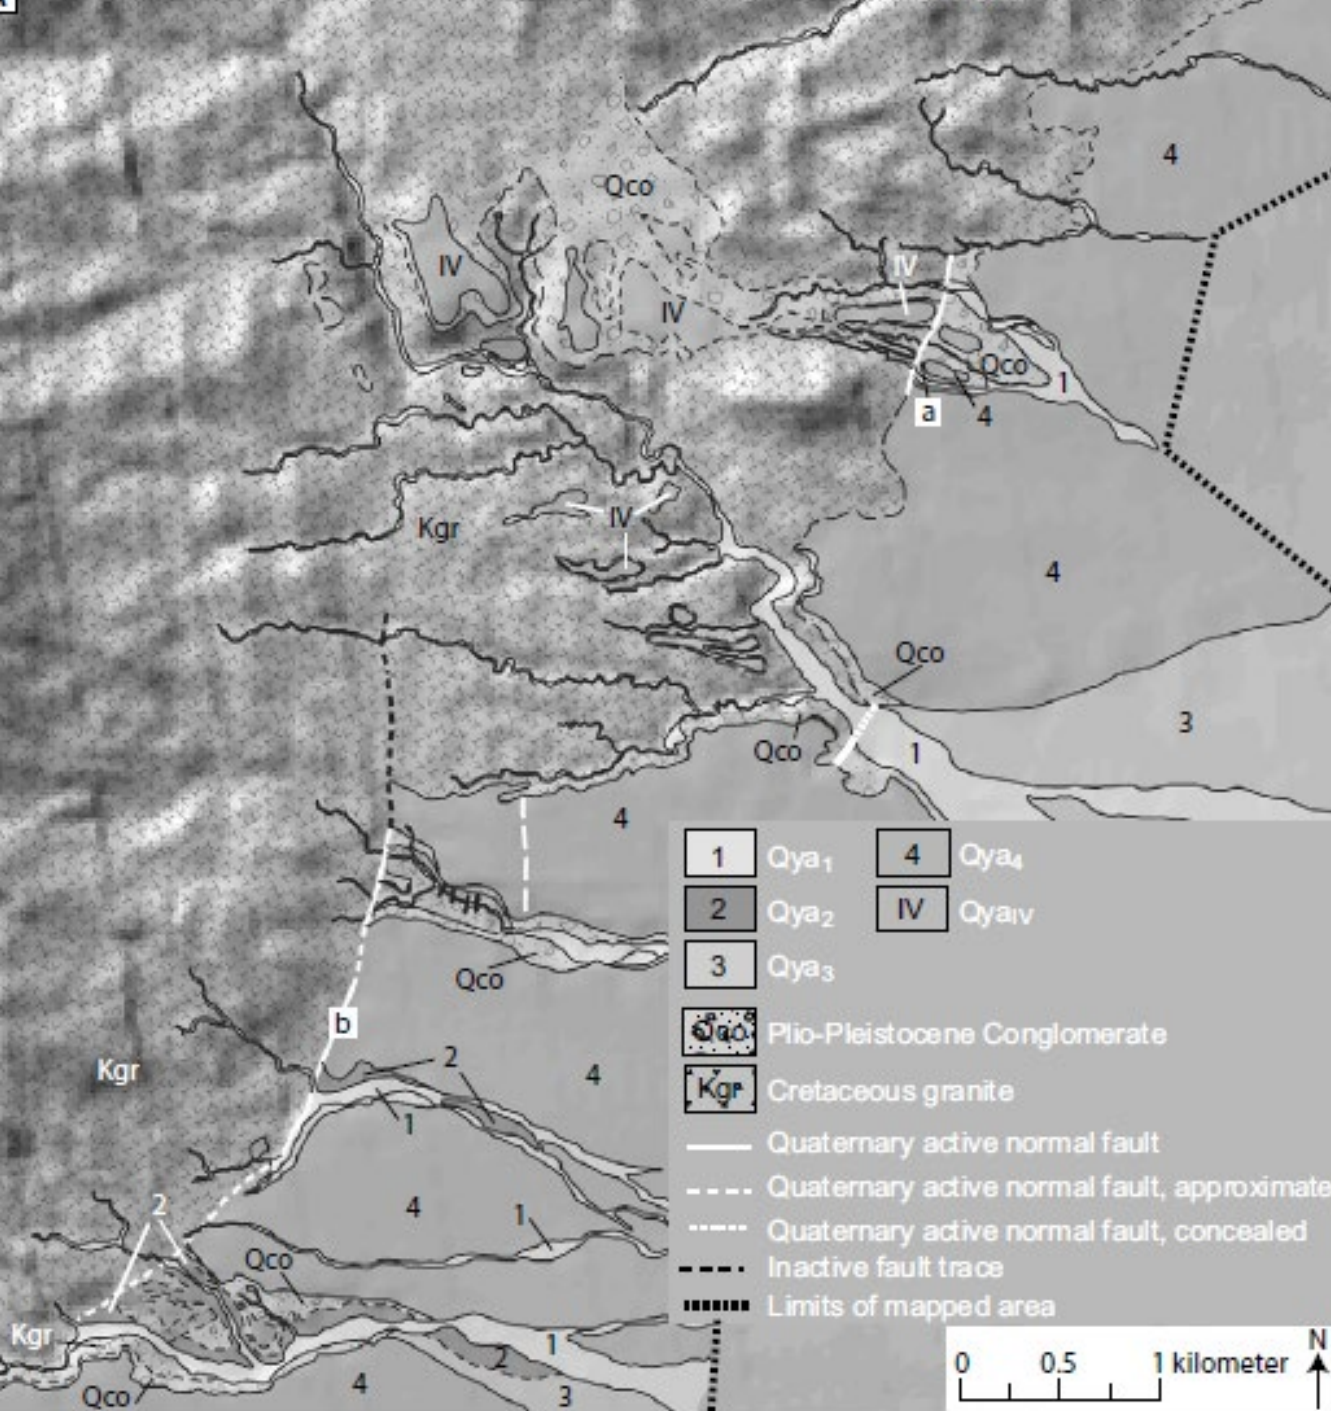 4
Qco
IV
IV
IV
Qco
1
a
4
IV
Kgr
4
Qco
3
Qco
1
4
Qco
b
2
4
Kgr
1
2
4
1
Qco
Kgr
1
2
Qco
4
3
1 Qya1
4 Qya4
2 Qya2
IV QyaIV
3 Qya3
Qco Plio-Pleistocene Conglomerate
Kgr Cretaceous granite
Quaternary active normal fault
Quaternary active normal fault, approximate
Quaternary active normal fault, concealed
Inactive fault trace
Limits of mapped area
N
0 0.5 1 kilometer